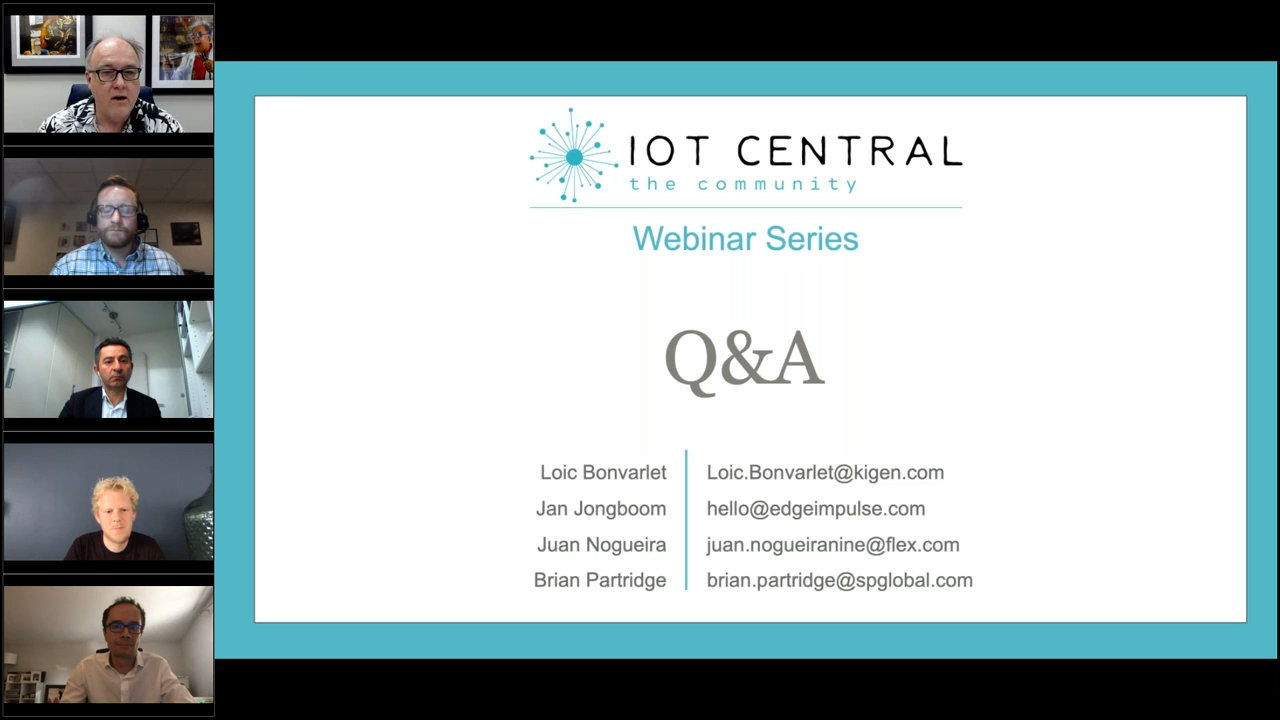 IOT CENTRAL
the community
Webinar Series
Q&A
Loic Bonvarlet Loic.Bonvarlet@kigen.com
Jan Jongboom hello@edgeimpulse.com
Juan Nogueira juan.nogueiranine@flex.com
Brian Partridge brian.partridge@spglobal.com